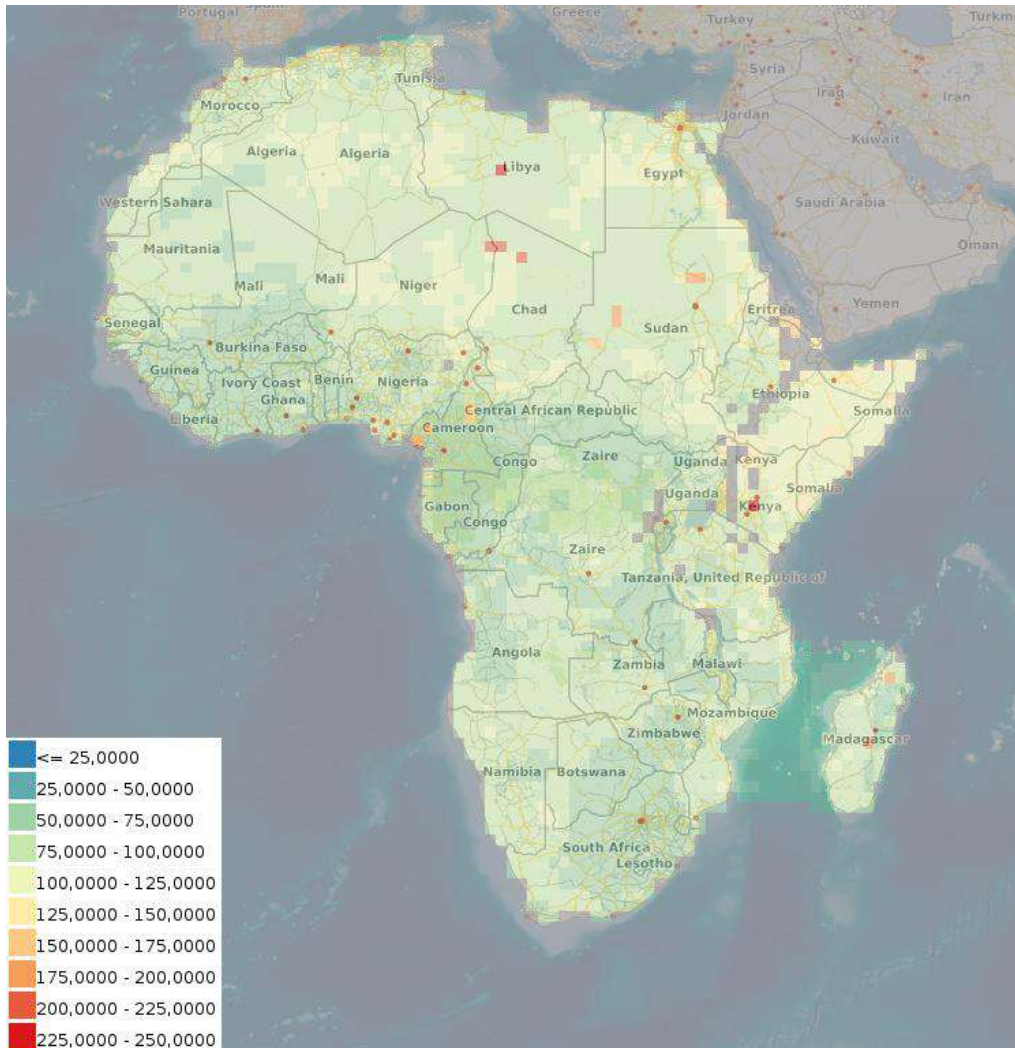 Portugal
Spain
Greece
Turkey
Turkm
Syria
Tunisia
Iraq
Iran
Morocco
Jordan
Kuwait
Algeria
Algeria
Libya
Egypt
Western Sahara
Saudi Arabia
Mauritania
Oman
Mali
Mali
Niger
Chad
Yemen
Senegal
Sudan
Eritrea
Burkina Faso
Guinea
Ivory Coast
Benin
Nigeria
Ghana
Ethiopia
Liberia
Central African Republic
Somalia
Cameroon
Congo
Zaire
Uganda
Kenya
Somalia
Uganda
Gabon
Kenya
Congo
Zaire
Tanzania, United Republic of
Angola
Zambia
Malawi
Mozambique
Zimbabwe
Madagascar
Namibia
Botswana
South Africa
Lesotho
<= 25,0000
25,0000 - 50,0000
50,0000 - 75,0000
75,0000 - 100,0000
100,0000 - 125,0000
125,0000 - 150,0000
150,0000 - 175,0000
175,0000 - 200,0000
200,0000 - 225,0000
225,0000 - 250,0000